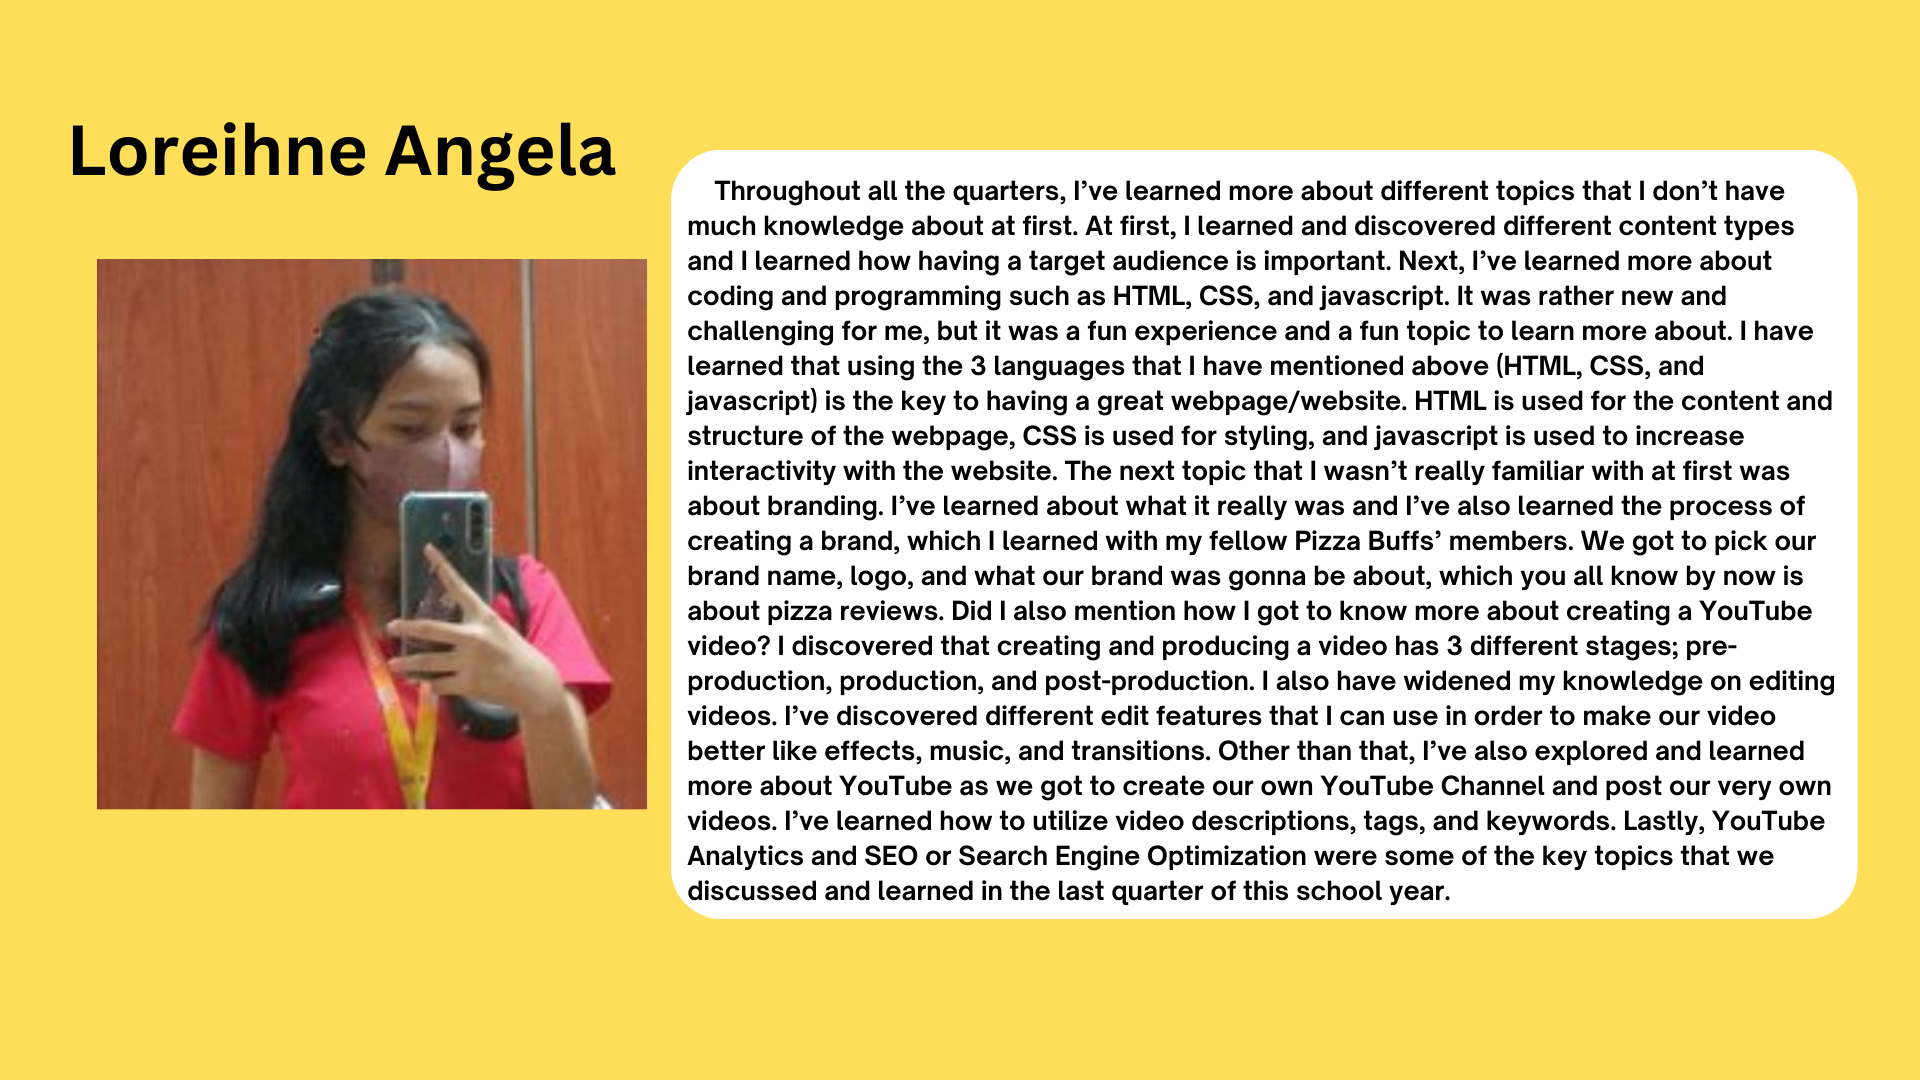 Loreihne Angela
Throughout all the quarters, I’ve learned more about different topics that I don’t have
much knowledge about at first. At first, I learned and discovered different content types
and I learned how having a target audience is important. Next, I’ve learned more about
coding and programming such as HTML, CSS, and javascript. It was rather new and
challenging for me, but it was a fun experience and a fun topic to learn more about. I have
learned that using the 3 languages that I have mentioned above (HTML, CSS, and
javascript) is the key to having a great webpage/website. HTML is used for the content and
structure of the webpage, CSS is used for styling, and javascript is used to increase
interactivity with the website. The next topic that I wasn’t really familiar with at first was
about branding. I’ve learned about what it really was and I’ve also learned the process of
creating a brand, which I learned with my fellow Pizza Buffs’ members. We got to pick our
brand name, logo, and what our brand was gonna be about, which you all know by now is
about pizza reviews. Did I also mention how I got to know more about creating a YouTube
video? I discovered that creating and producing a video has 3 different stages; pre-
production, production, and post-production. I also have widened my knowledge on editing
videos. I’ve discovered different edit features that I can use in order to make our video
better like effects, music, and transitions. Other than that, I’ve also explored and learned
more about YouTube as we got to create our own YouTube Channel and post our very own
videos. I’ve learned how to utilize video descriptions, tags, and keywords. Lastly, YouTube
Analytics and SEO or Search Engine Optimization were some of the key topics that we
discussed and learned in the last quarter of this school year.